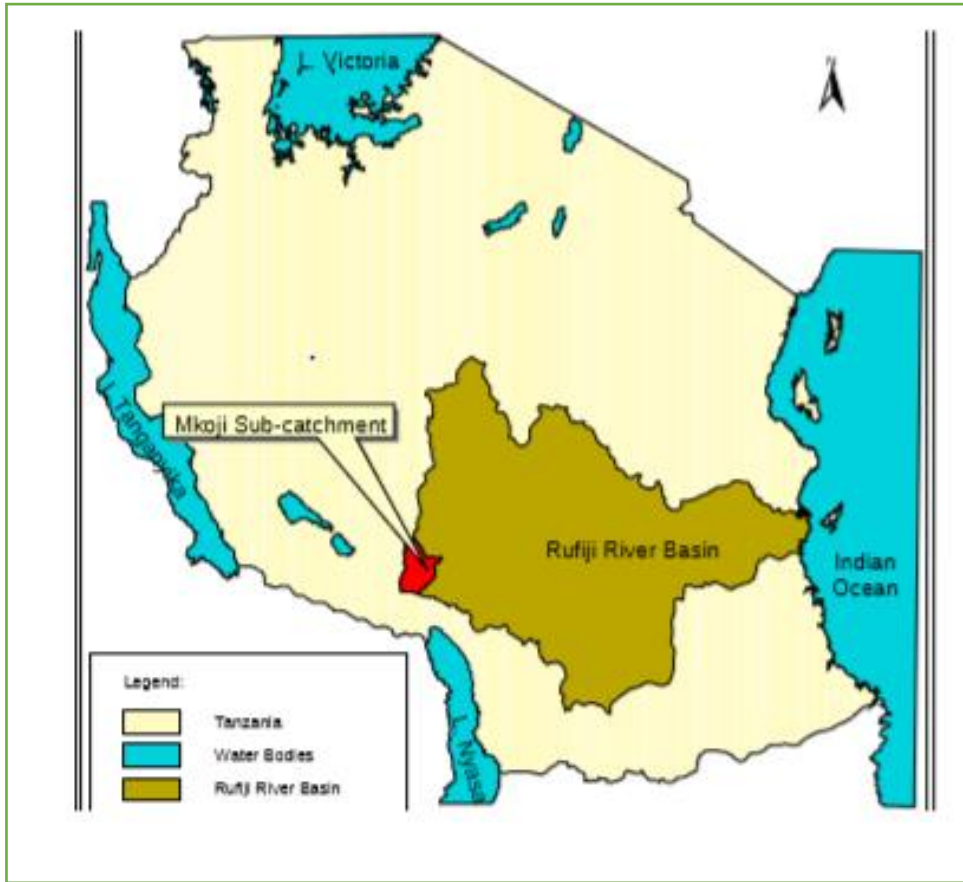 L. Victoria
N
L. Tanganyika
Mkoji Sub-catchment
Rufiji River Basin
Indian
Ocean
L. Nyasa
Legend:
Tanzania
Water Bodies
Rufiji River Basin